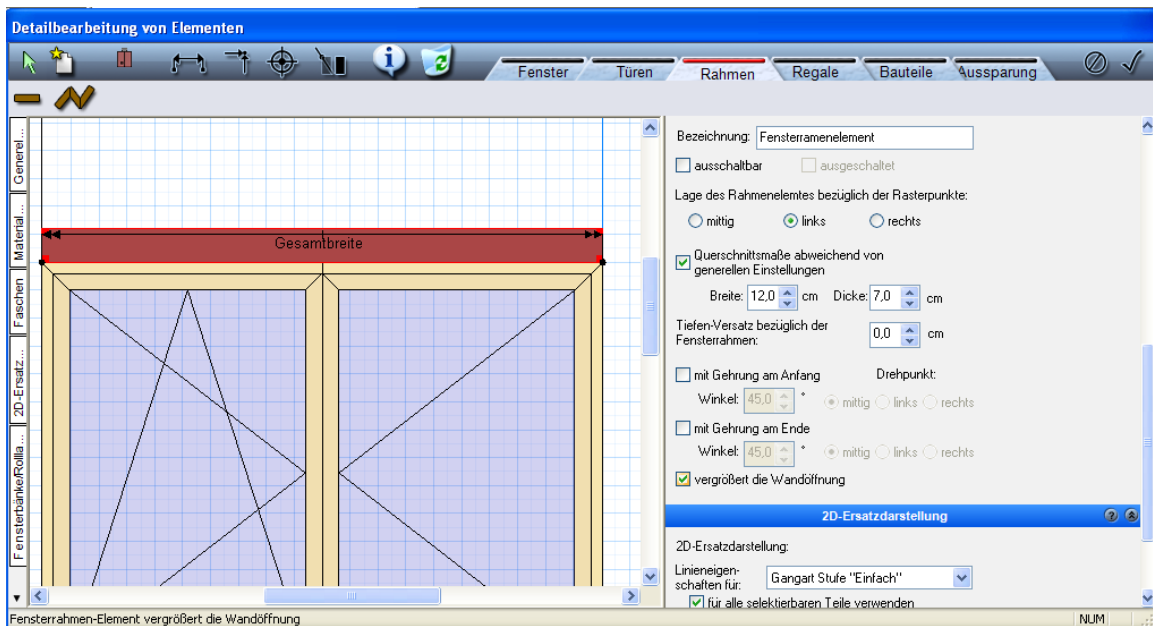 Detailbearbeitung von Elementen
Fenster
Türen
Rahmen
Regale
Bauteile
Aussparung
Generel...
Material...
Faschen
2D-Ersatz...
Fensterbänke/Rolla...
Gesamtbreite
Bezeichnung: Fensterramenelement
ausschaltbar ausgeschaltet
Lage des Rahmenelemtes bezüglich der Rasterpunkte:
mittig links rechts
Querschnittsmaße abweichend von
generellen Einstellungen
Breite: 12,0 cm Dicke: 7,0 cm
Tiefen-Versatz bezüglich der
Fensterrahmen: 0,0 cm
mit Gehrung am Anfang Drehpunkt:
Winkel: 45,0 ° mittig links rechts
mit Gehrung am Ende
Winkel: 45,0 ° mittig links rechts
vergrößert die Wandöffnung
2D-Ersatzdarstellung
2D-Ersatzdarstellung:
Linieneigen-
schaften für: Gangart Stufe "Einfach"
für alle selektierbaren Teile verwenden
Fensterrahmen-Element vergrößert die Wandöffnung
NUM